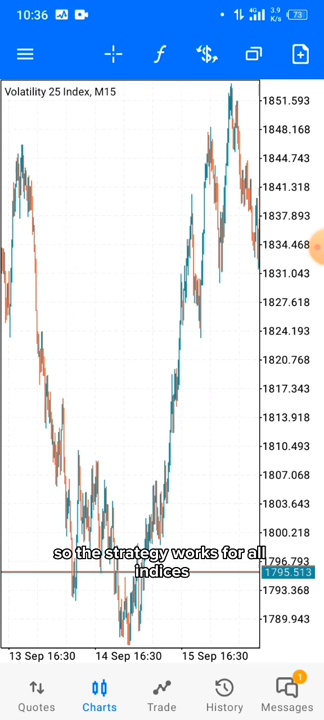 10:36
4G
3.9
K/s
73
Volatility 25 Index, M15
1851.593
1848.168
1844.743
1841.318
1837.893
1834.468
1831.043
1827.618
1824.193
1820.768
1817.343
1813.918
1810.493
1807.068
1803.643
1800.218
so the strategy works for all
indices
1796.793
1795.513
1793.368
1789.943
13 Sep 16:30
14 Sep 16:30
15 Sep 16:30
1
Quotes
Charts
Trade
History
Messages